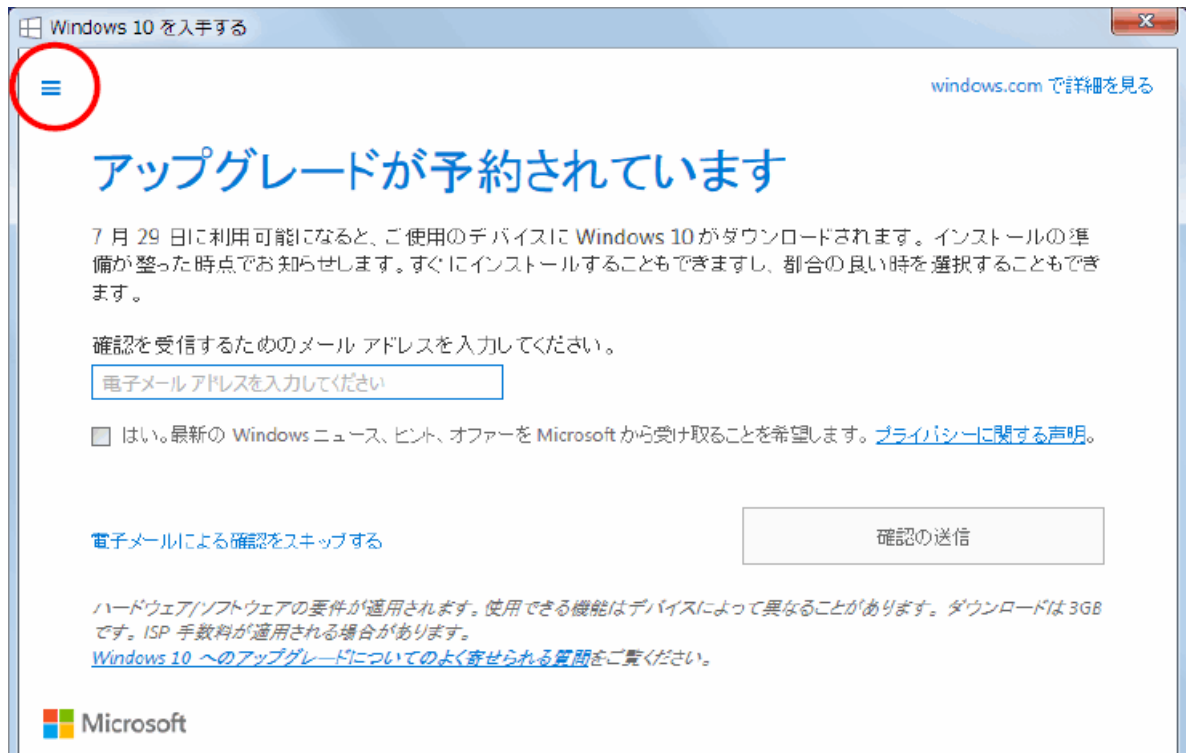 Windows 10 を入手する
windows.com で詳細を見る
アップグレードが予約されています
7 月 29 日に利用可能になると、ご使用のデバイスに Windows 10 がダウンロードされます。インストールの準
備が整った時点でお知らせします。すぐにインストールすることもできますし、都合の良い時を選択することもでき
ます。
確認を受信するためのメール アドレスを入力してください。
電子メール アドレスを入力してください
はい。最新の Windows ニュース、ヒント、オファーを Microsoft から受け取ることを希望します。プライバシーに関する声明。
電子メールによる確認をスキップする
確認の送信
ハードウェア/ソフトウェアの要件が適用されます。使用できる機能はデバイスによって異なることがあります。ダウンロードは 3GB
です。ISP 手数料が適用される場合があります。
Windows 10 へのアップグレードについてのよく寄せられる質問をご覧ください。
Microsoft